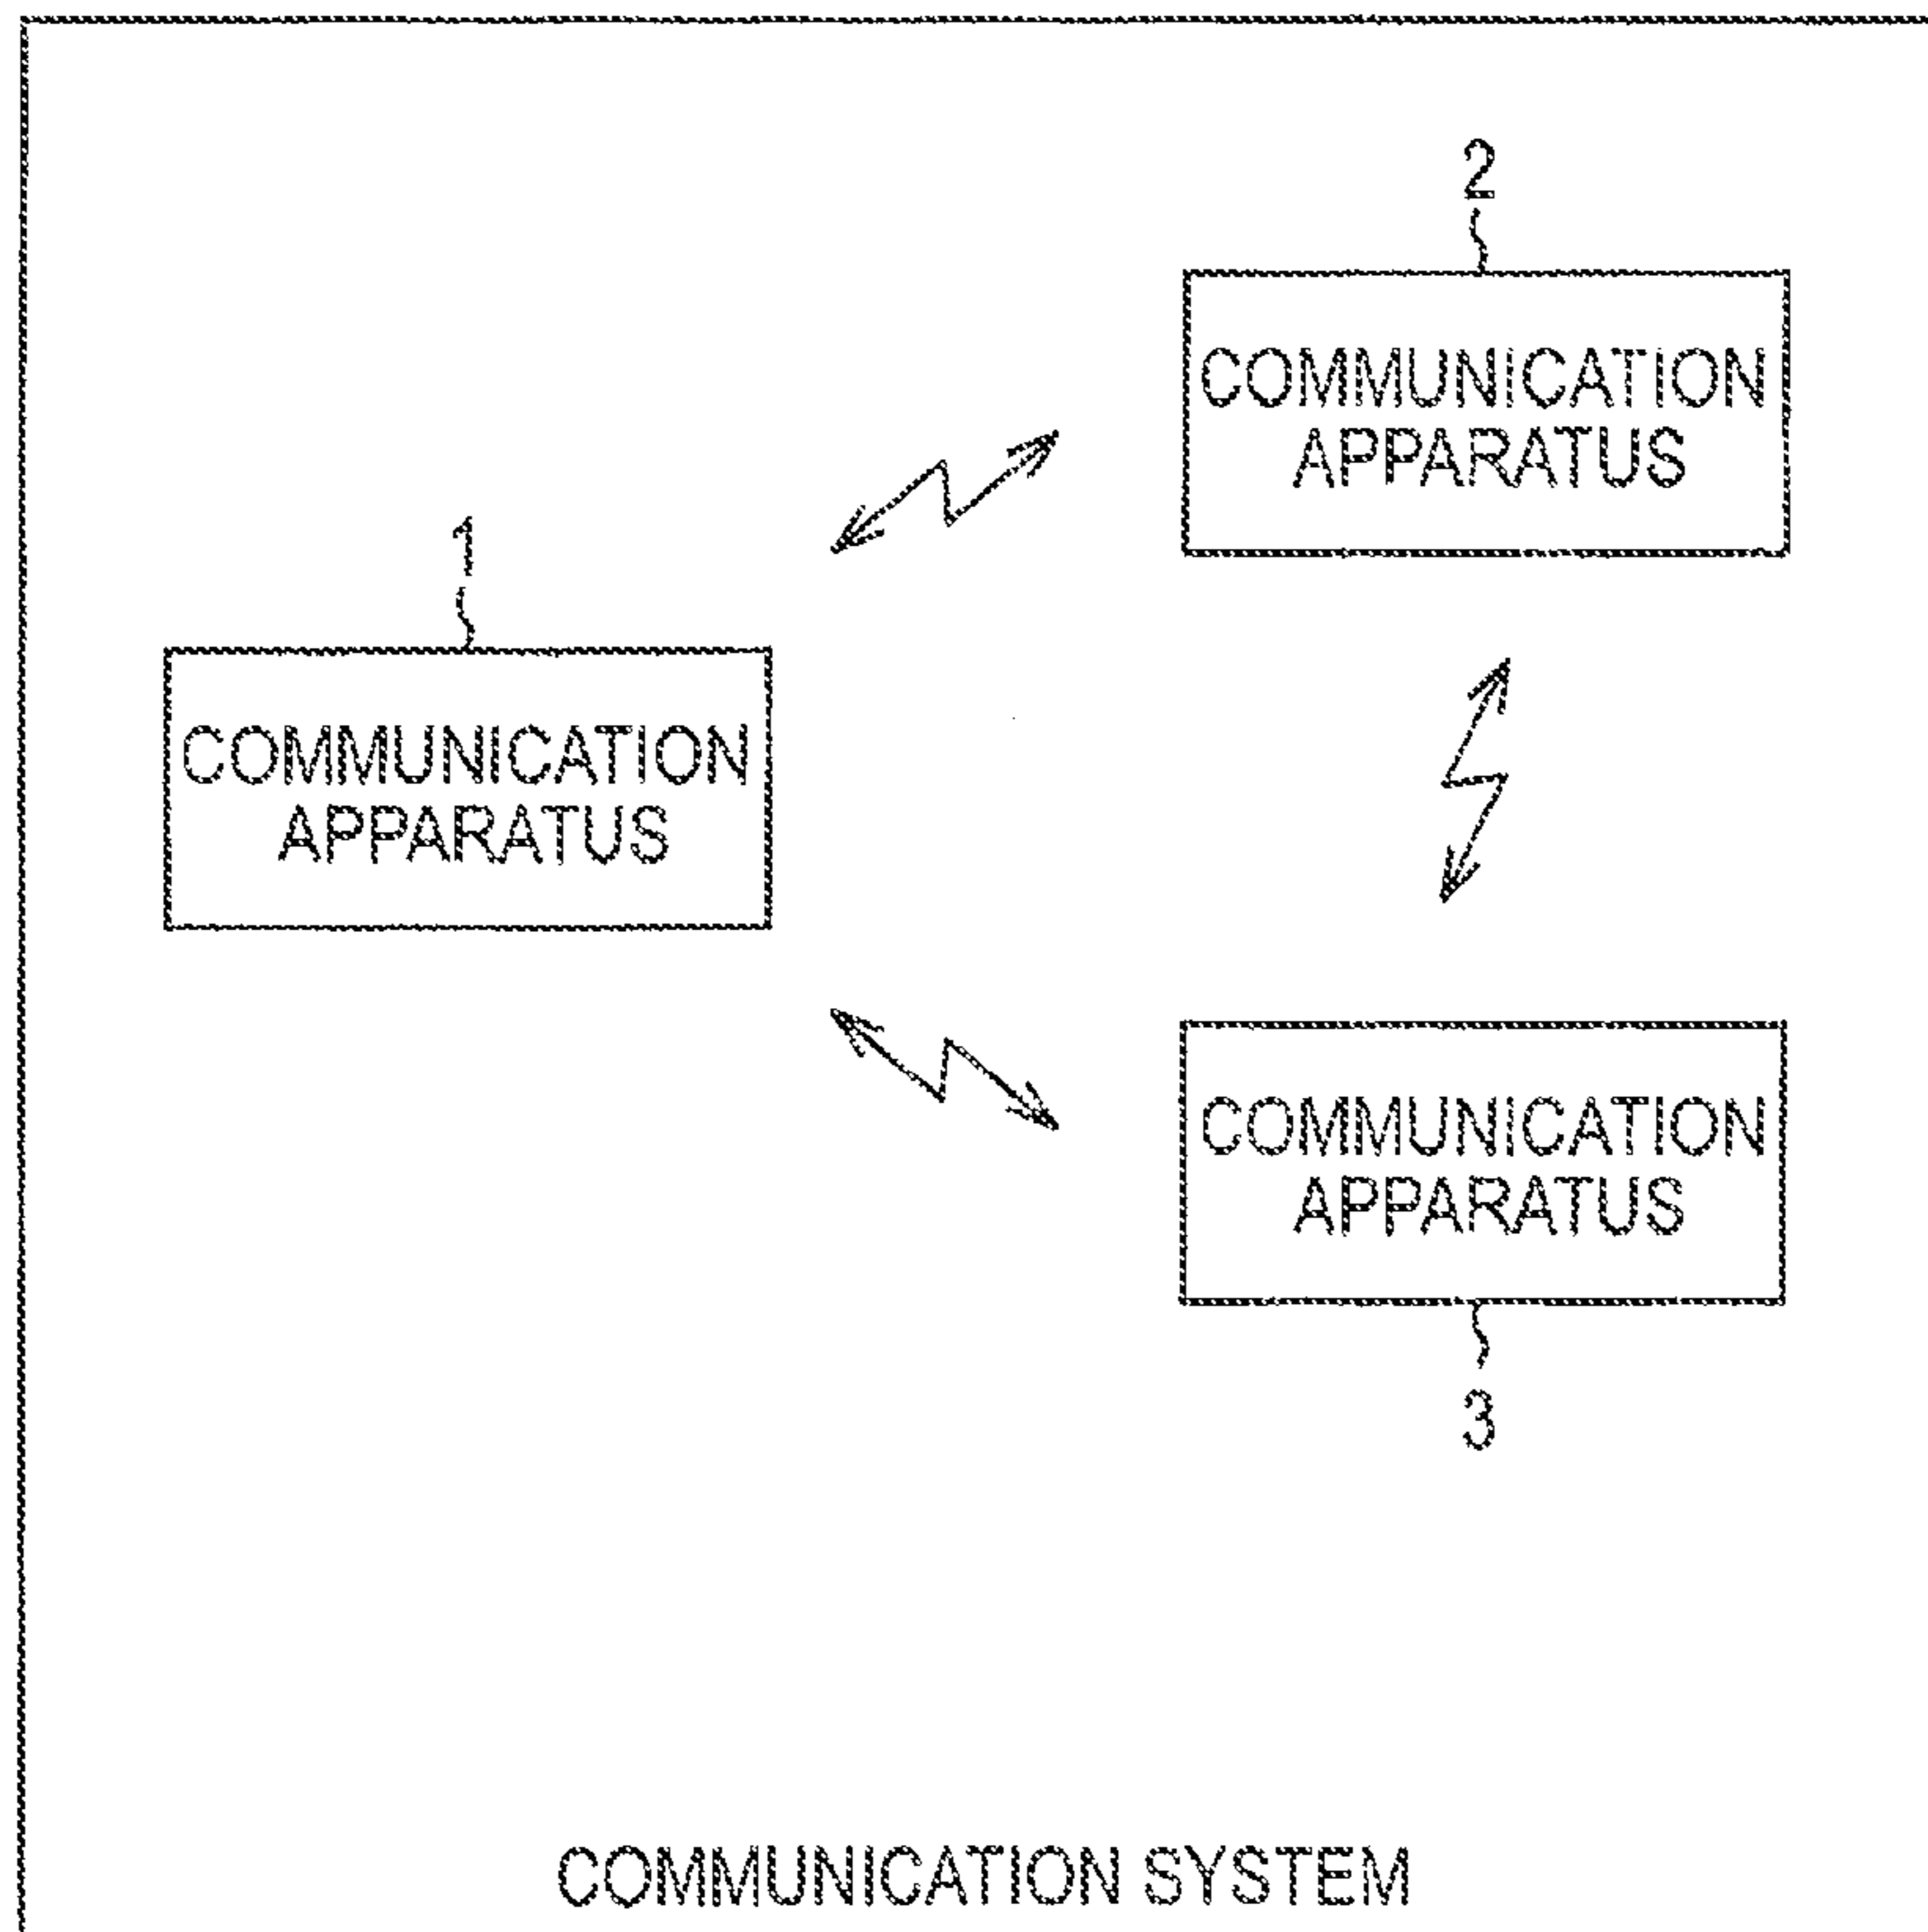 2
COMMUNICATION
APPARATUS
1
COMMUNICATION
APPARATUS
COMMUNICATION
APPARATUS
3
COMMUNICATION SYSTEM